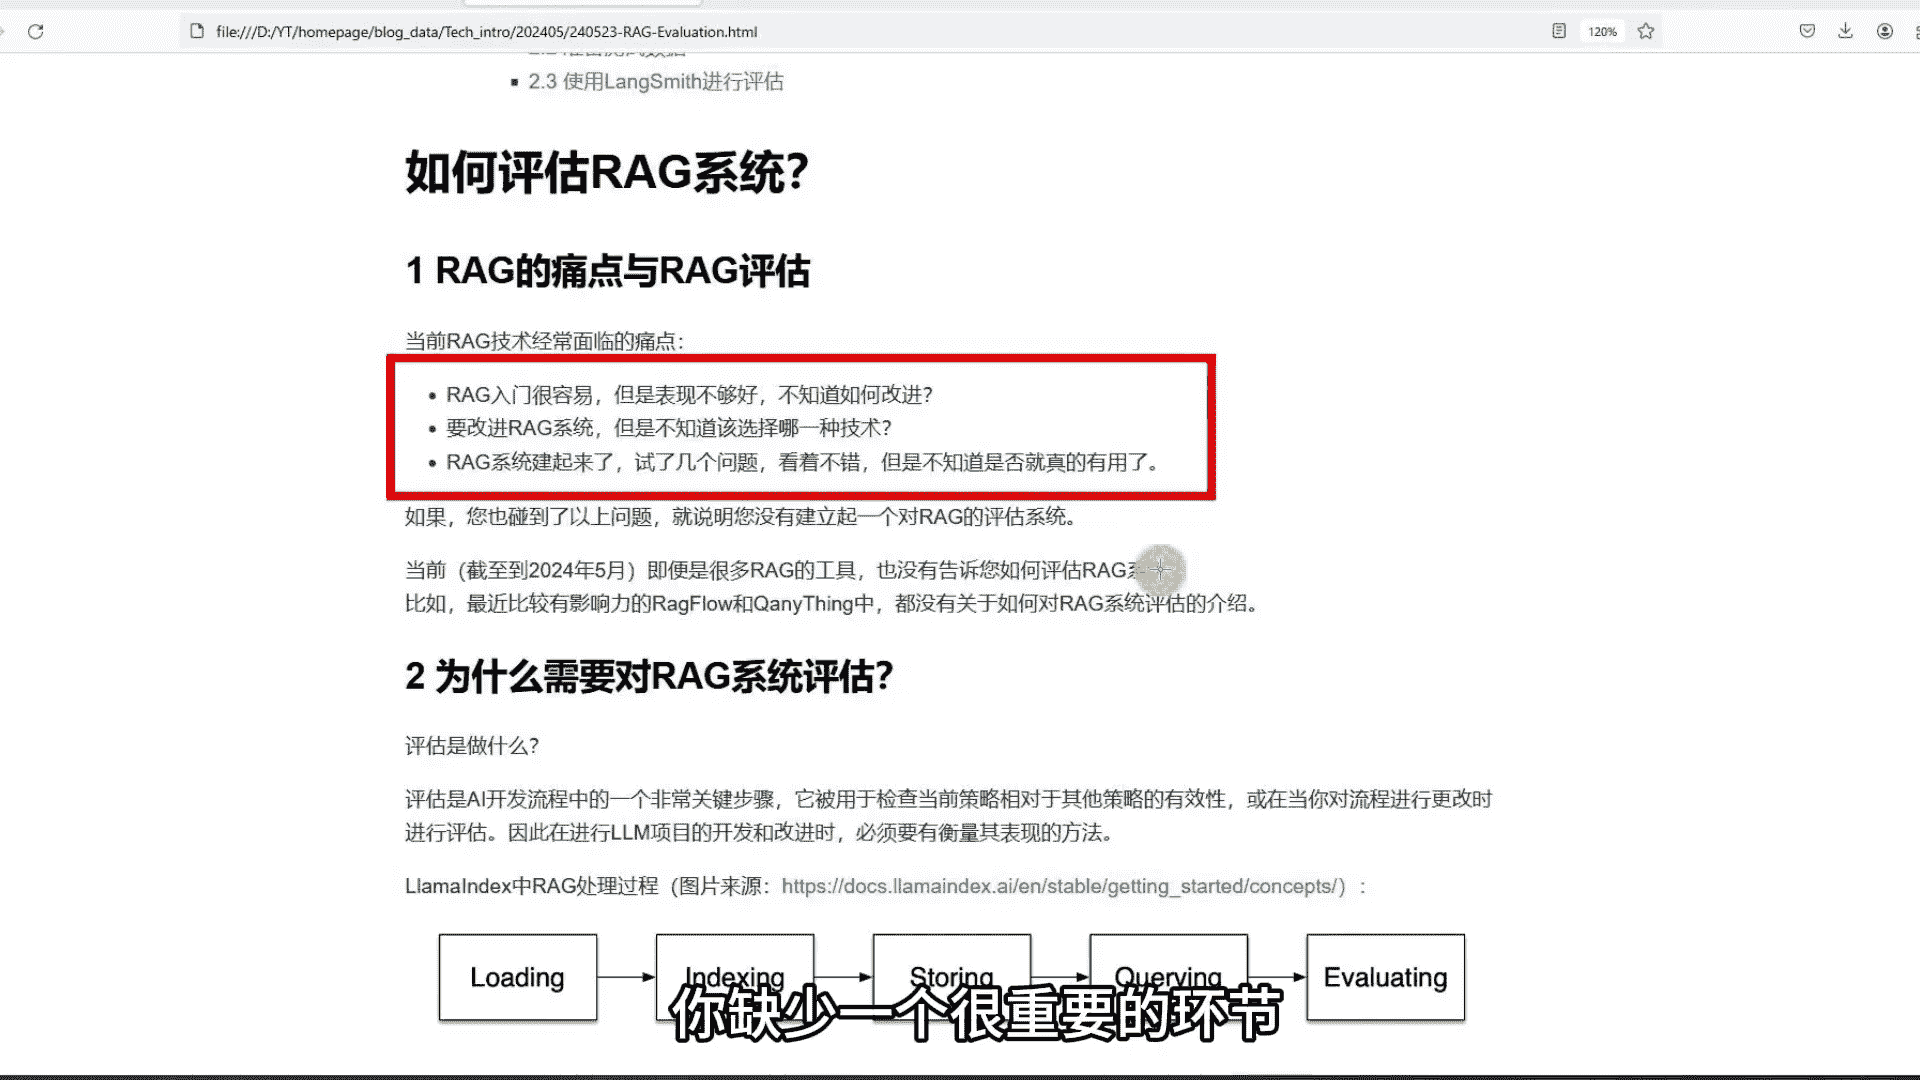 file:///D:/YT/homepage/blog_data/Tech_intro/202405/240523-RAG-Evaluation.html
120%
2.3 使用LangSmith进行评估
如何评估RAG系统?
1 RAG的痛点与RAG评估
当前RAG技术经常面临的痛点：
RAG入门很容易，但是表现不够好，不知道如何改进?
要改进RAG系统，但是不知道该选择哪一种技术?
RAG系统建起来了，试了几个问题，看着不错，但是不知道是否就真的有用了。
如果，您也碰到了以上问题，就说明您没有建立起一个对RAG的评估系统。
当前（截至到2024年5月）即便是很多RAG的工具，也没有告诉您如何评估RAG
比如，最近比较有影响力的RagFlow和QanyThing中，都没有关于如何对RAG系统评估的介绍。
2 为什么需要对RAG系统评估?
评估是做什么?
评估是AI开发流程中的一个非常关键步骤，它被用于检查当前策略相对于其他策略的有效性，或在当你对流程进行更改时
进行评估。因此在进行LLM项目的开发和改进时，必须要有衡量其表现的方法。
LlamaIndex中RAG处理过程（图片来源：https://docs.llamaindex.ai/en/stable/getting_started/concepts/）：
Loading Indexing Storing Querying Evaluating
你缺少一个很重要的环节